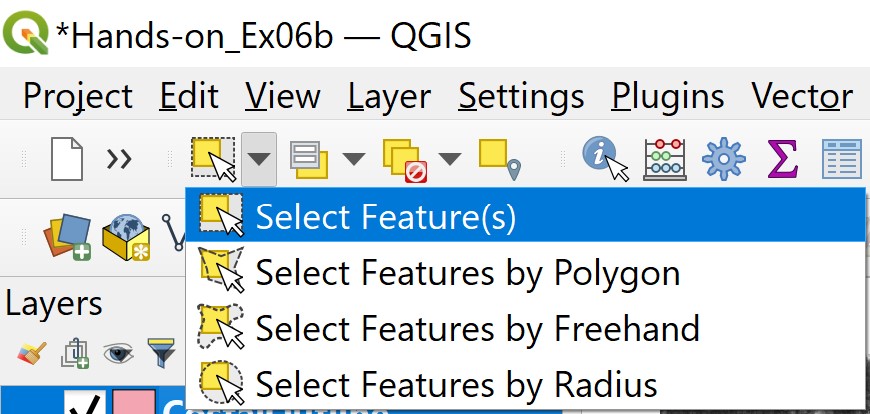 *Hands-on_Ex06b — QGIS
Project Edit View Layer Settings Plugins Vector
Select Feature(s)
Select Features by Polygon
Layers
Select Features by Freehand
Select Features by Radius